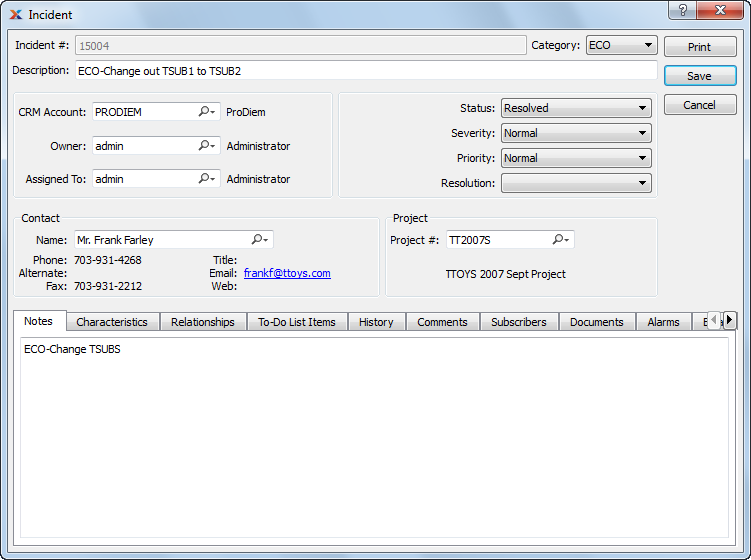 Incident
Incident #: 15004 Category: ECO Print
Description: ECO-Change out TSUB1 to TSUB2 Save
Cancel
CRM Account: PRODIEM ProDiem
Owner: admin Administrator
Assigned To: admin Administrator
Status: Resolved
Severity: Normal
Priority: Normal
Resolution:
Contact
Name: Mr. Frank Farley
Phone: 703-931-4268 Title:
Alternate: Email: frankf@ttoys.com
Fax: 703-931-2212 Web:
Project
Project #: TT2007S
TTOYS 2007 Sept Project
Notes Characteristics Relationships To-Do List Items History Comments Subscribers Documents Alarms
ECO-Change TSUBS